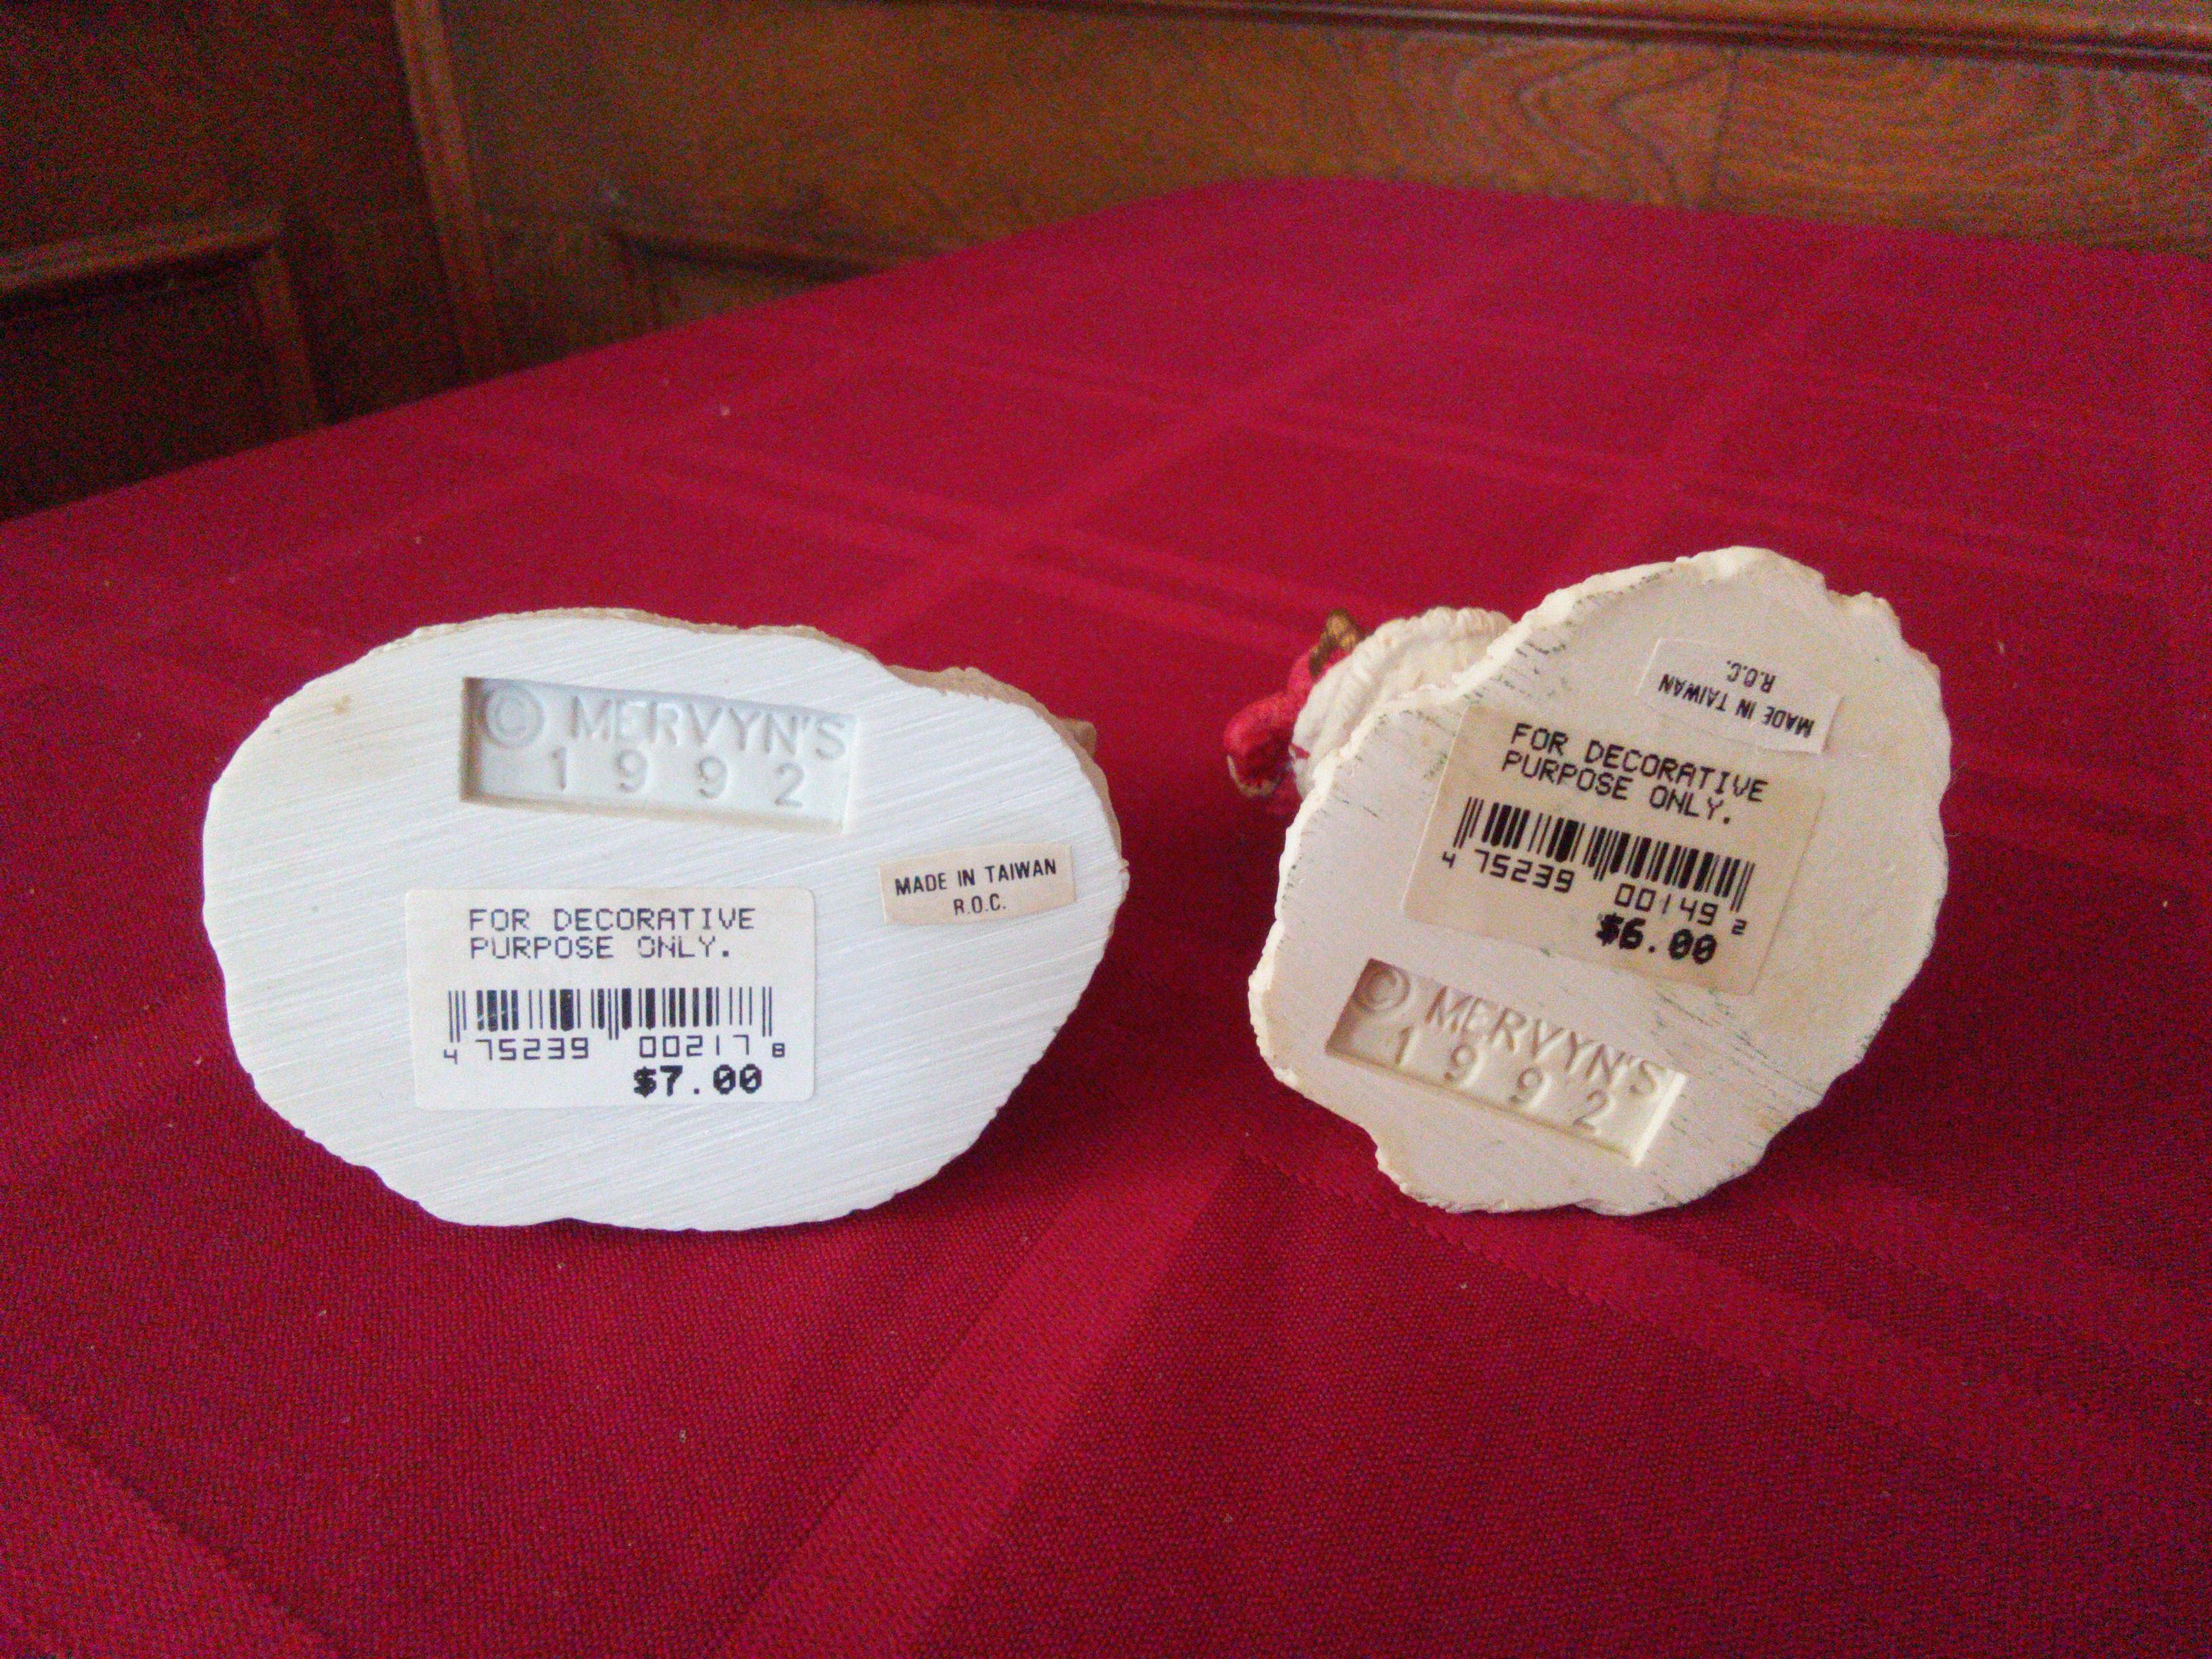 © MERVYN'S
1992
MADE IN TAIWAN
R.O.C.
FOR DECORATIVE
PURPOSE ONLY.
4 75239 00217 8
$7.00
MADE IN TAIWAN
R.O.C.
FOR DECORATIVE
PURPOSE ONLY.
4 75239 00149 2
$6.00
© MERVYN'S
1992